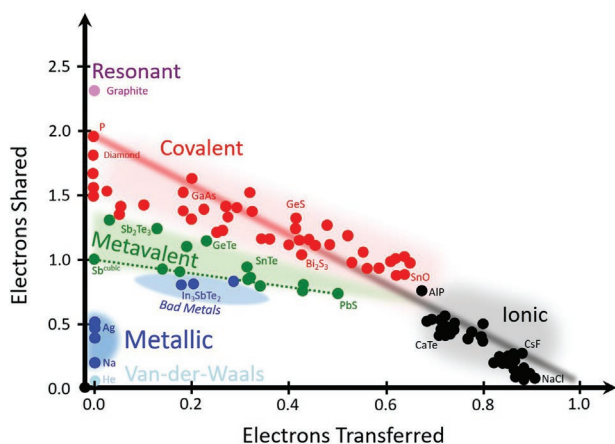 Electrons Shared
2.5
2.0
1.5
1.0
0.5
0.0
Resonant
Graphite
P
Diamond
Covalent
GaAs
GeS
Sb₂Te₃
GeTe
Bi₂S₃
Metavalent
SnTe
SnO
Sbcubic
PbS
In₃SbTe₂
Bad Metals
AlP
Ionic
Ag
Metallic
CaTe
CsF
Na
He
Van-der-Waals
NaCl
0.0
0.2
0.4
0.6
0.8
1.0
Electrons Transferred